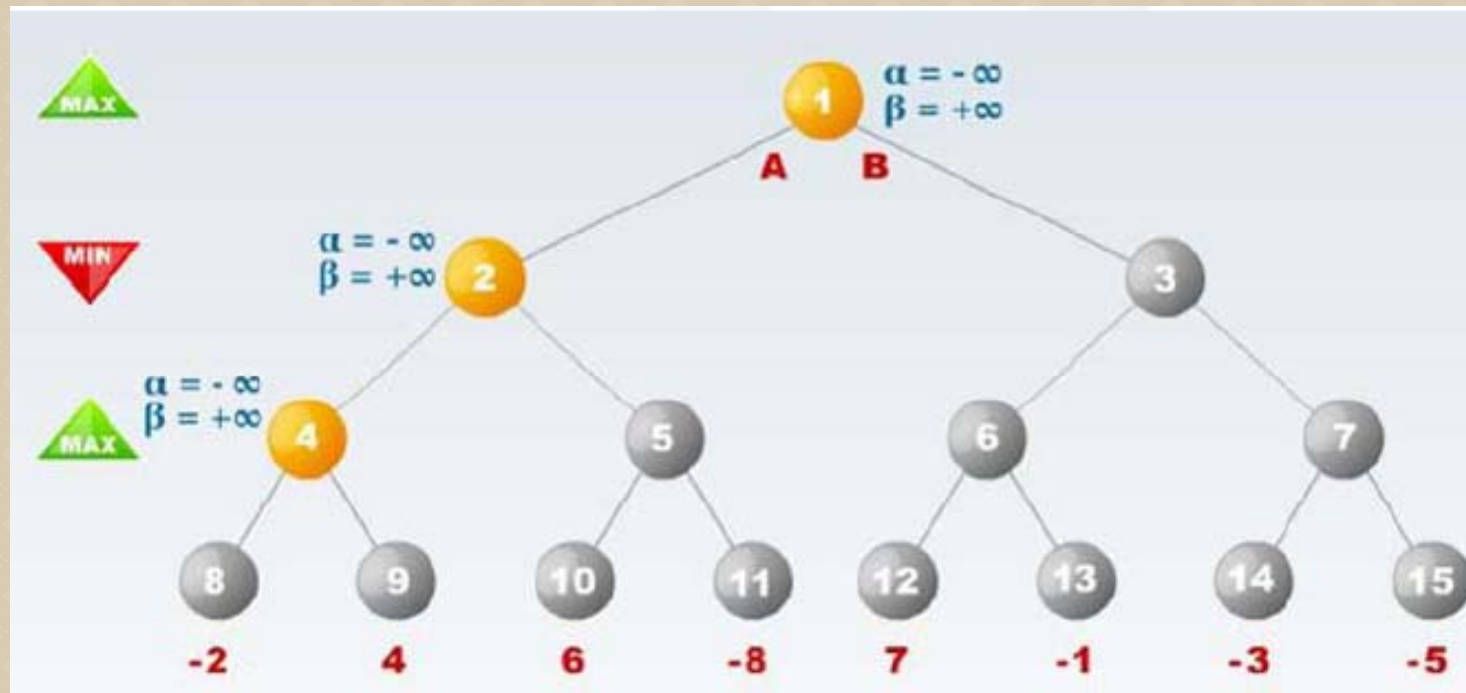 MAX
1
α = - ∞
β = +∞
A B
MIN
α = - ∞
β = +∞
2
3
MAX
α = - ∞
β = +∞
4
5
6
7
8 9 10 11 12 13 14 15
-2 4 6 -8 7 -1 -3 -5